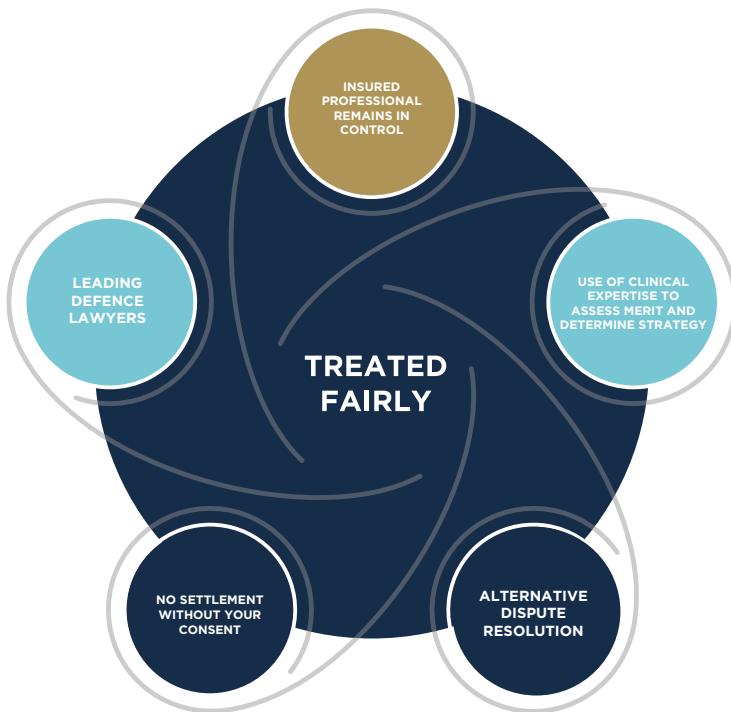 INSURED
PROFESSIONAL
REMAINS IN
CONTROL
LEADING
DEFENCE
LAWYERS
USE OF CLINICAL
EXPERTISE TO
ASSESS MERIT AND
DETERMINE STRATEGY
TREATED
FAIRLY
NO SETTLEMENT
WITHOUT YOUR
CONSENT
ALTERNATIVE
DISPUTE
RESOLUTION